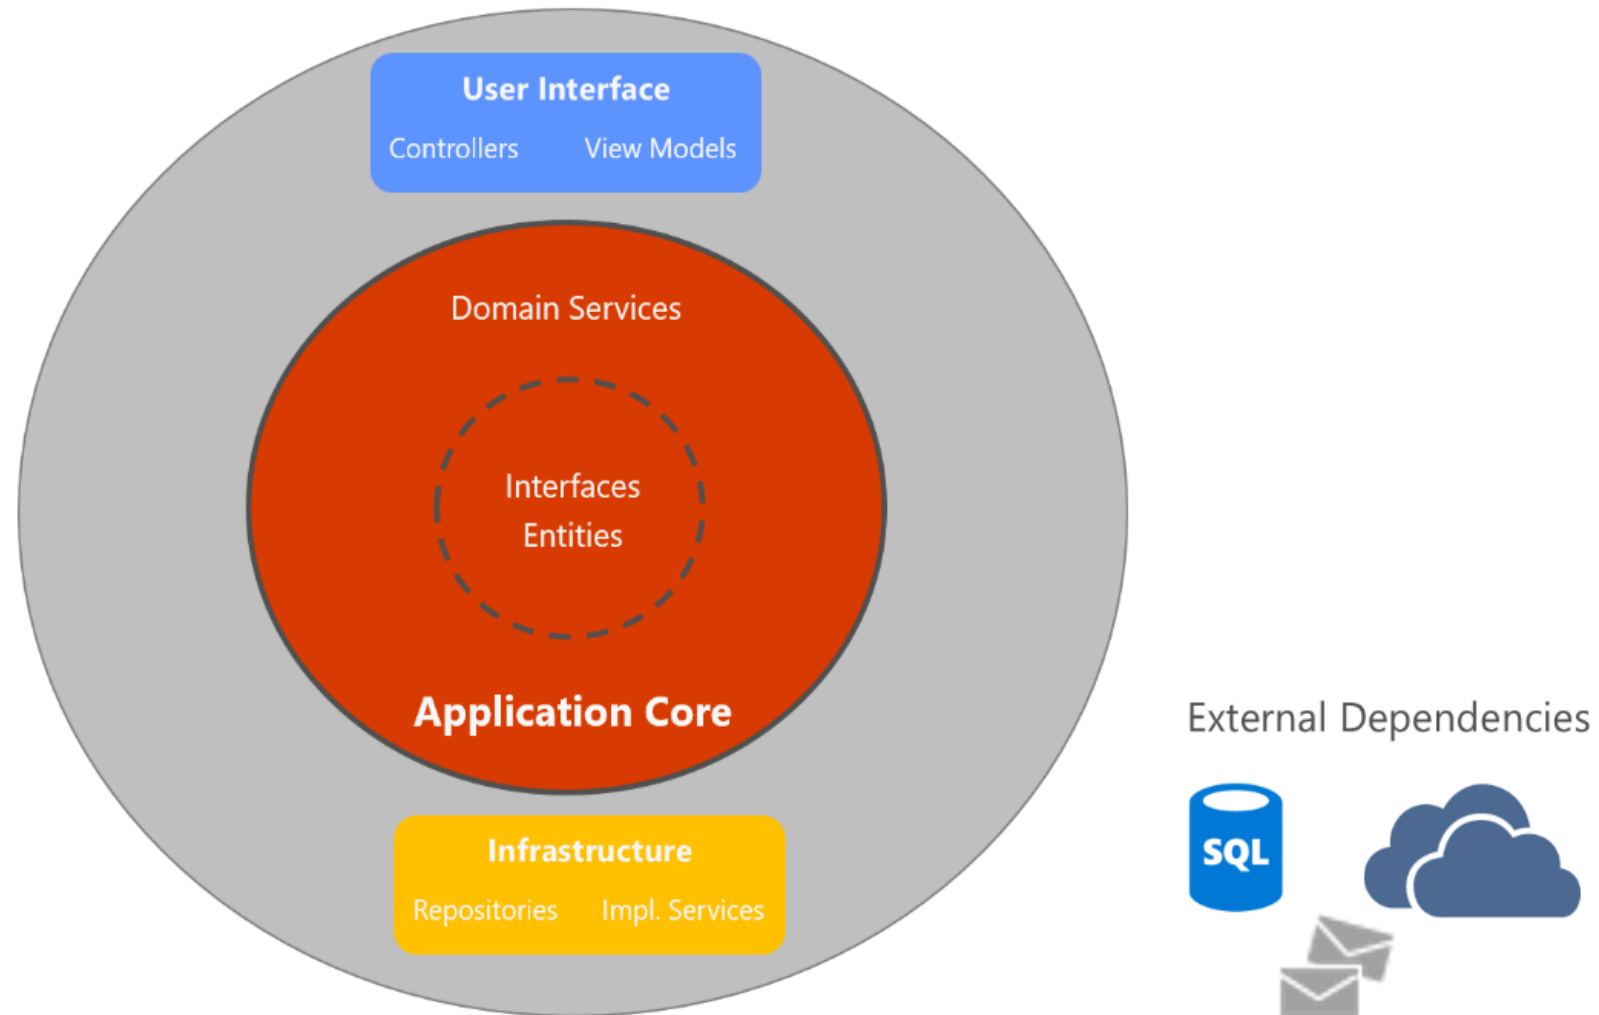 User Interface
Controllers View Models
Domain Services
Interfaces
Entities
Application Core
Infrastructure
Repositories Impl. Services
External Dependencies
SQL